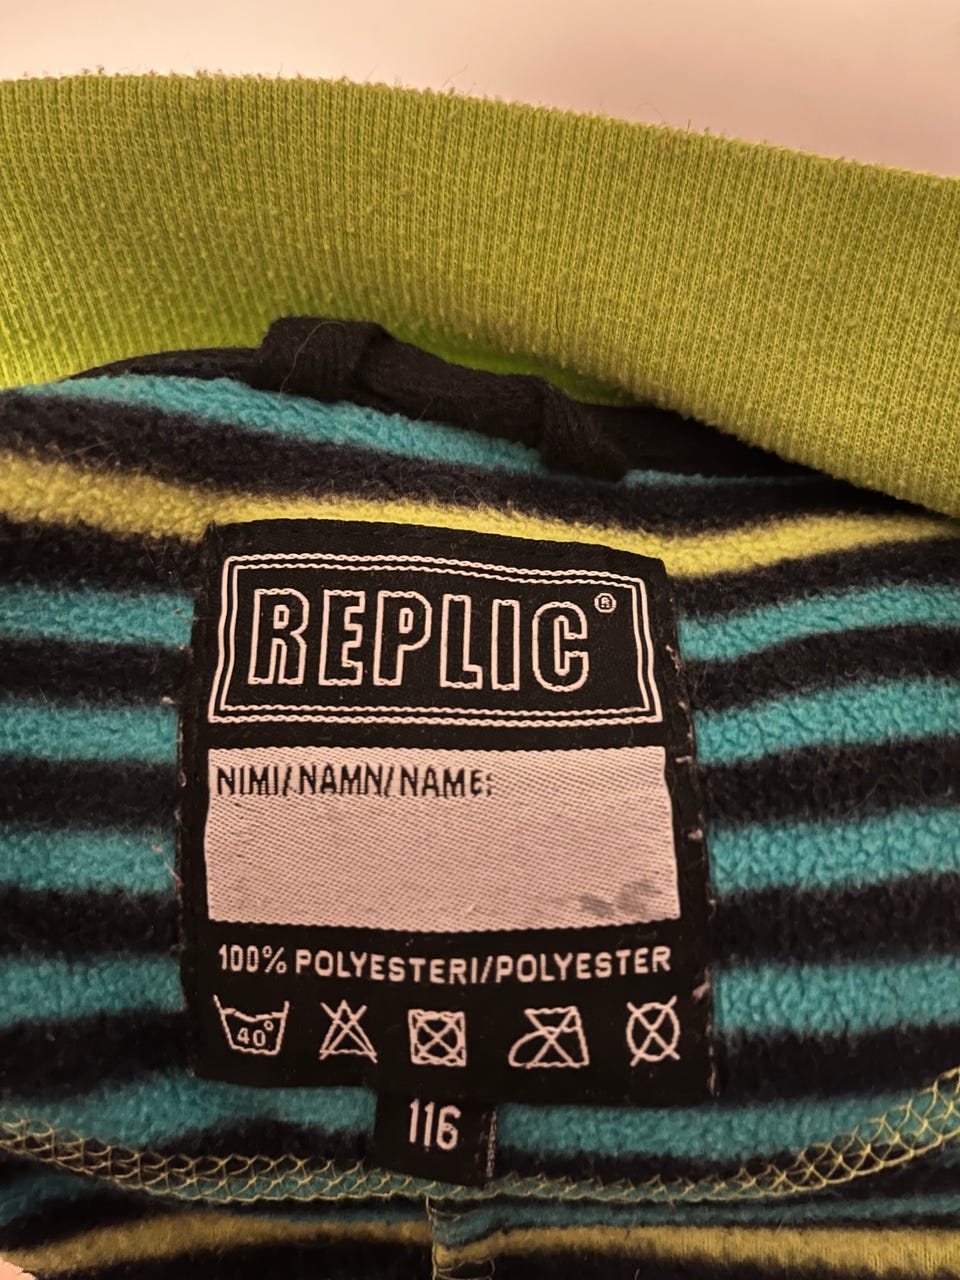 REPLIC®
NIMI/NAMN/NAME:
100% POLYESTERI/POLYESTER
40°
116